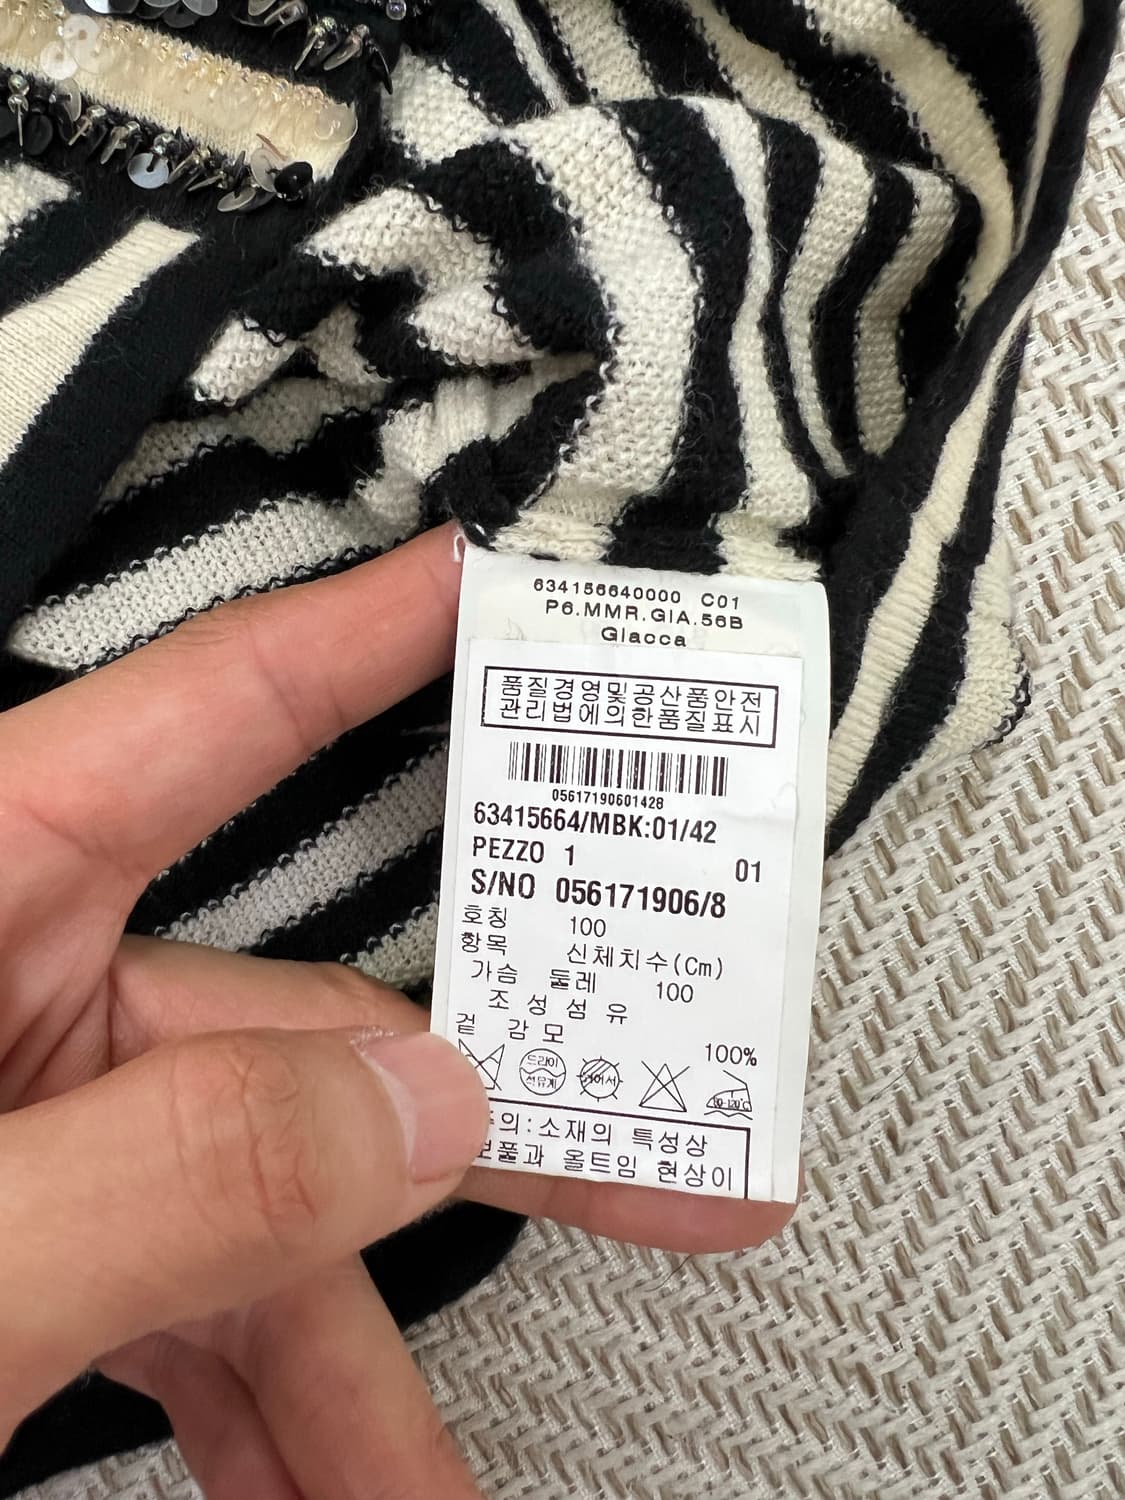 634156640000 C01
P6.MMR.GIA.56B
Giacca
품질경영및공산품안전
관리법에의한품질표시
05617190601428
63415664/MBK:01/42
PEZZO 1 01
S/NO 056171906/8
호칭 100
항목 신체치수(Cm)
가슴 둘레 100
조성섬유
겉감모
100%
드라이
석유계
80-120℃
의:소재의 특성상
보풀과 올트임 현상이